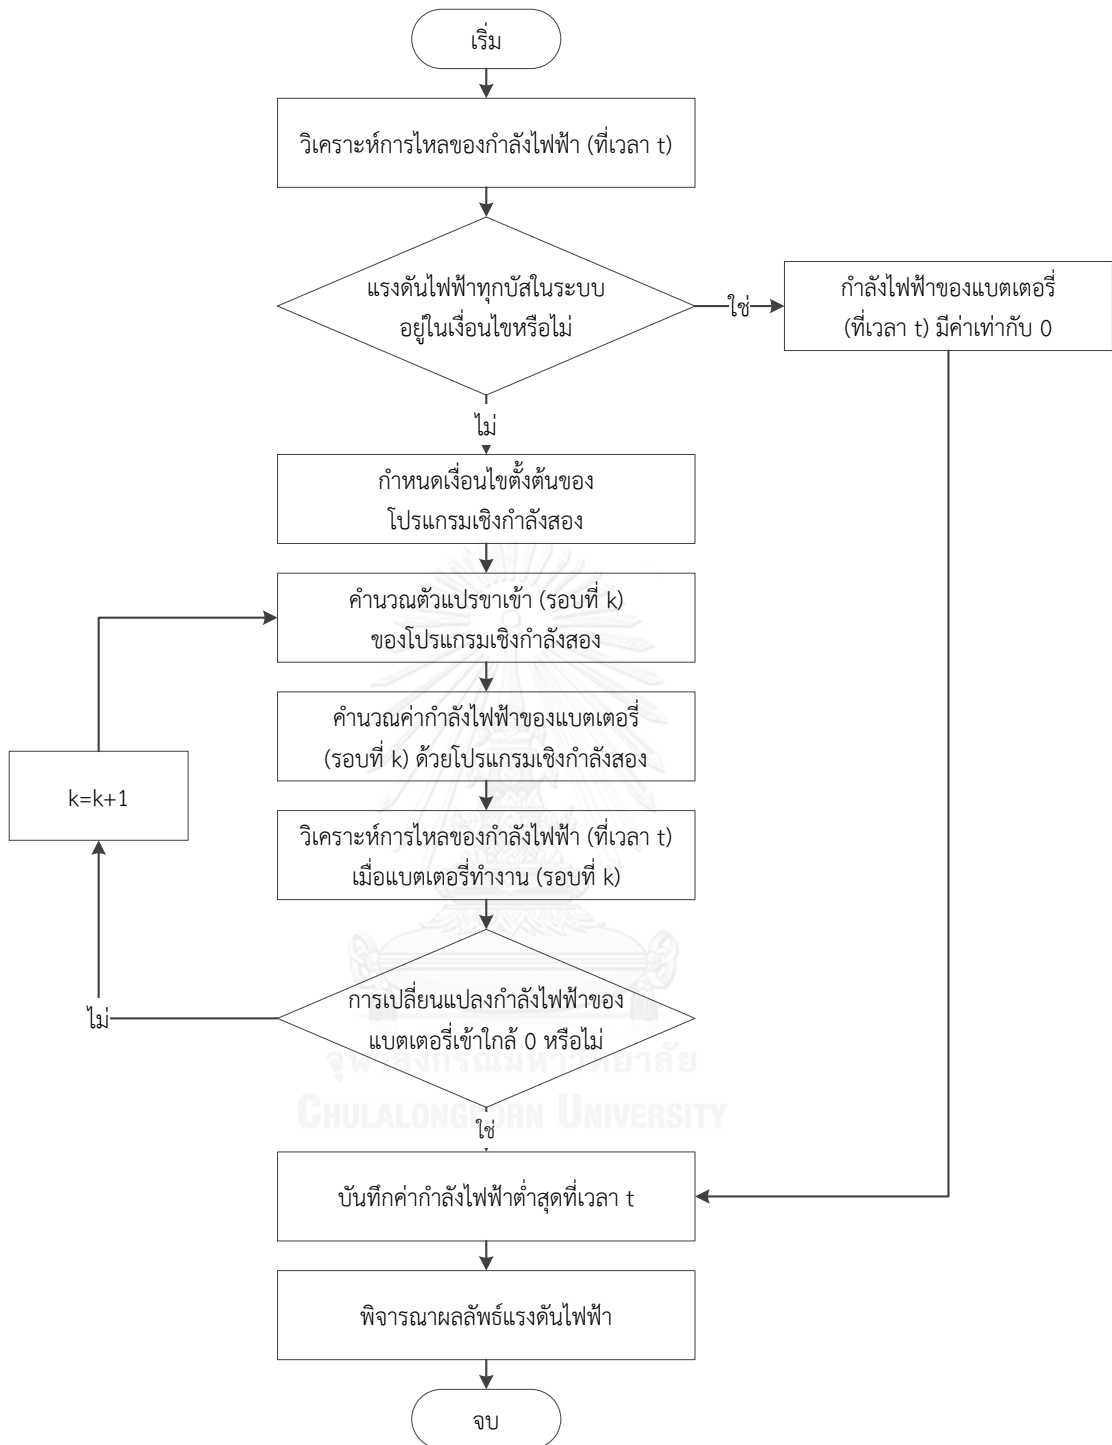 เริ่ม
วิเคราะห์การไหลของกำลังไฟฟ้า (ที่เวลา t)
แรงดันไฟฟ้าทุกบัสในระบบ
อยู่ในเงื่อนไขหรือไม่
ใช่
กำลังไฟฟ้าของแบตเตอรี่
(ที่เวลา t) มีค่าเท่ากับ 0
ไม่
กำหนดเงื่อนไขตั้งต้นของ
โปรแกรมเชิงกำลังสอง
คำนวณตัวแปรขาเข้า (รอบที่ k)
ของโปรแกรมเชิงกำลังสอง
คำนวณค่ากำลังไฟฟ้าของแบตเตอรี่
(รอบที่ k) ด้วยโปรแกรมเชิงกำลังสอง
k=k+1
วิเคราะห์การไหลของกำลังไฟฟ้า (ที่เวลา t)
เมื่อแบตเตอรี่ทำงาน (รอบที่ k)
การเปลี่ยนแปลงกำลังไฟฟ้าของ
แบตเตอรี่เข้าใกล้ 0 หรือไม่
ไม่
จุฬาลงกรณ์มหาวิทยาลัย
CHULALONGKORN UNIVERSITY
ใช่
บันทึกค่ากำลังไฟฟ้าต่ำสุดที่เวลา t
พิจารณาผลลัพธ์แรงดันไฟฟ้า
จบ